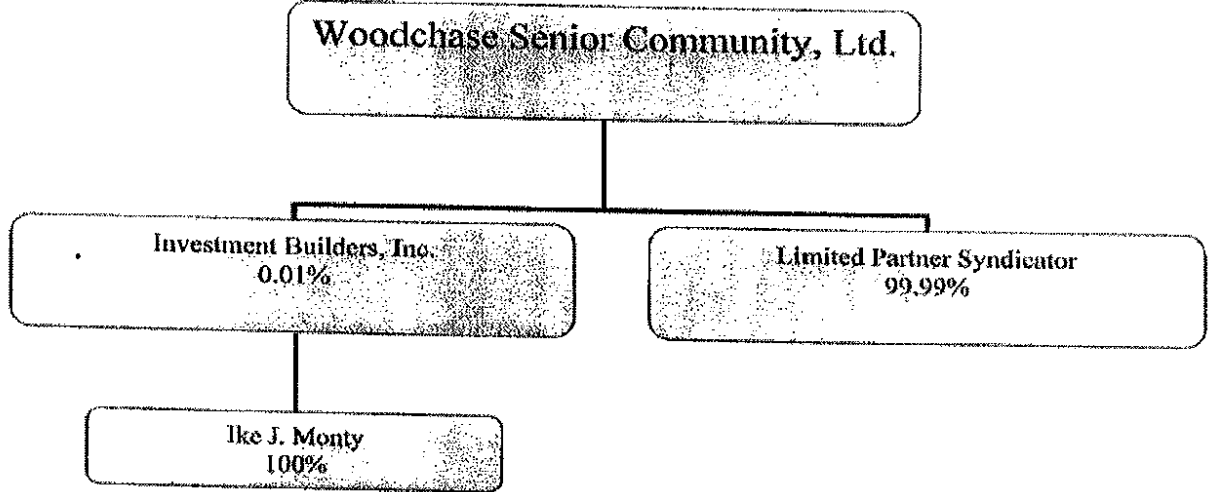 Woodchase Senior Community, Ltd.
Investment Builders, Inc.
0.01%
Limited Partner Syndicator
99.99%
Ike J. Monty
100%